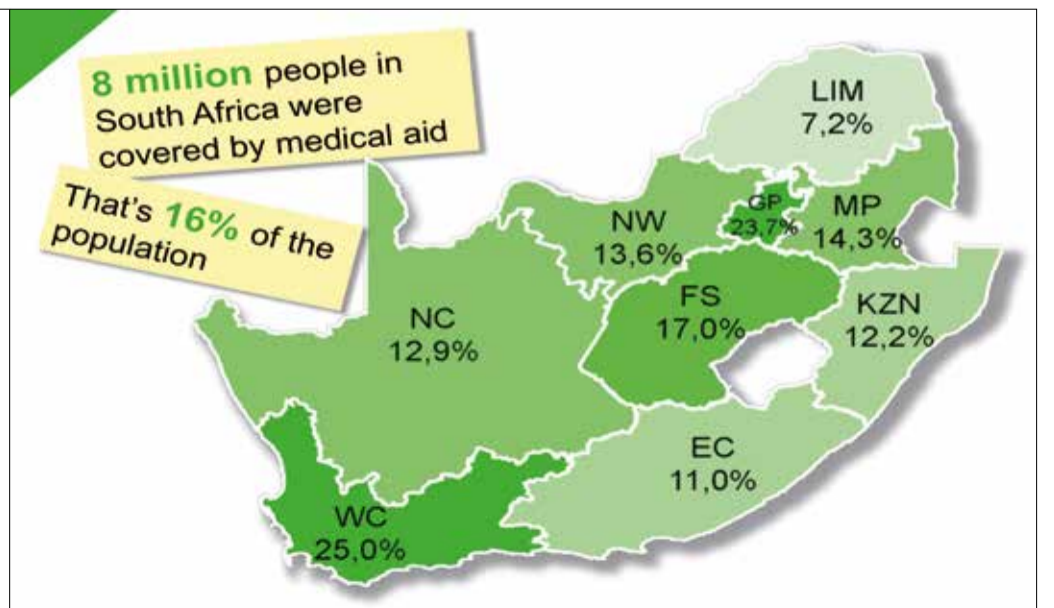 8 million people in
South Africa were
covered by medical aid
That's 16% of the
population
LIM
7,2%
GP
23,7%
MP
14,3%
NW
13,6%
FS
17,0%
KZN
12,2%
NC
12,9%
EC
11,0%
WC
25,0%